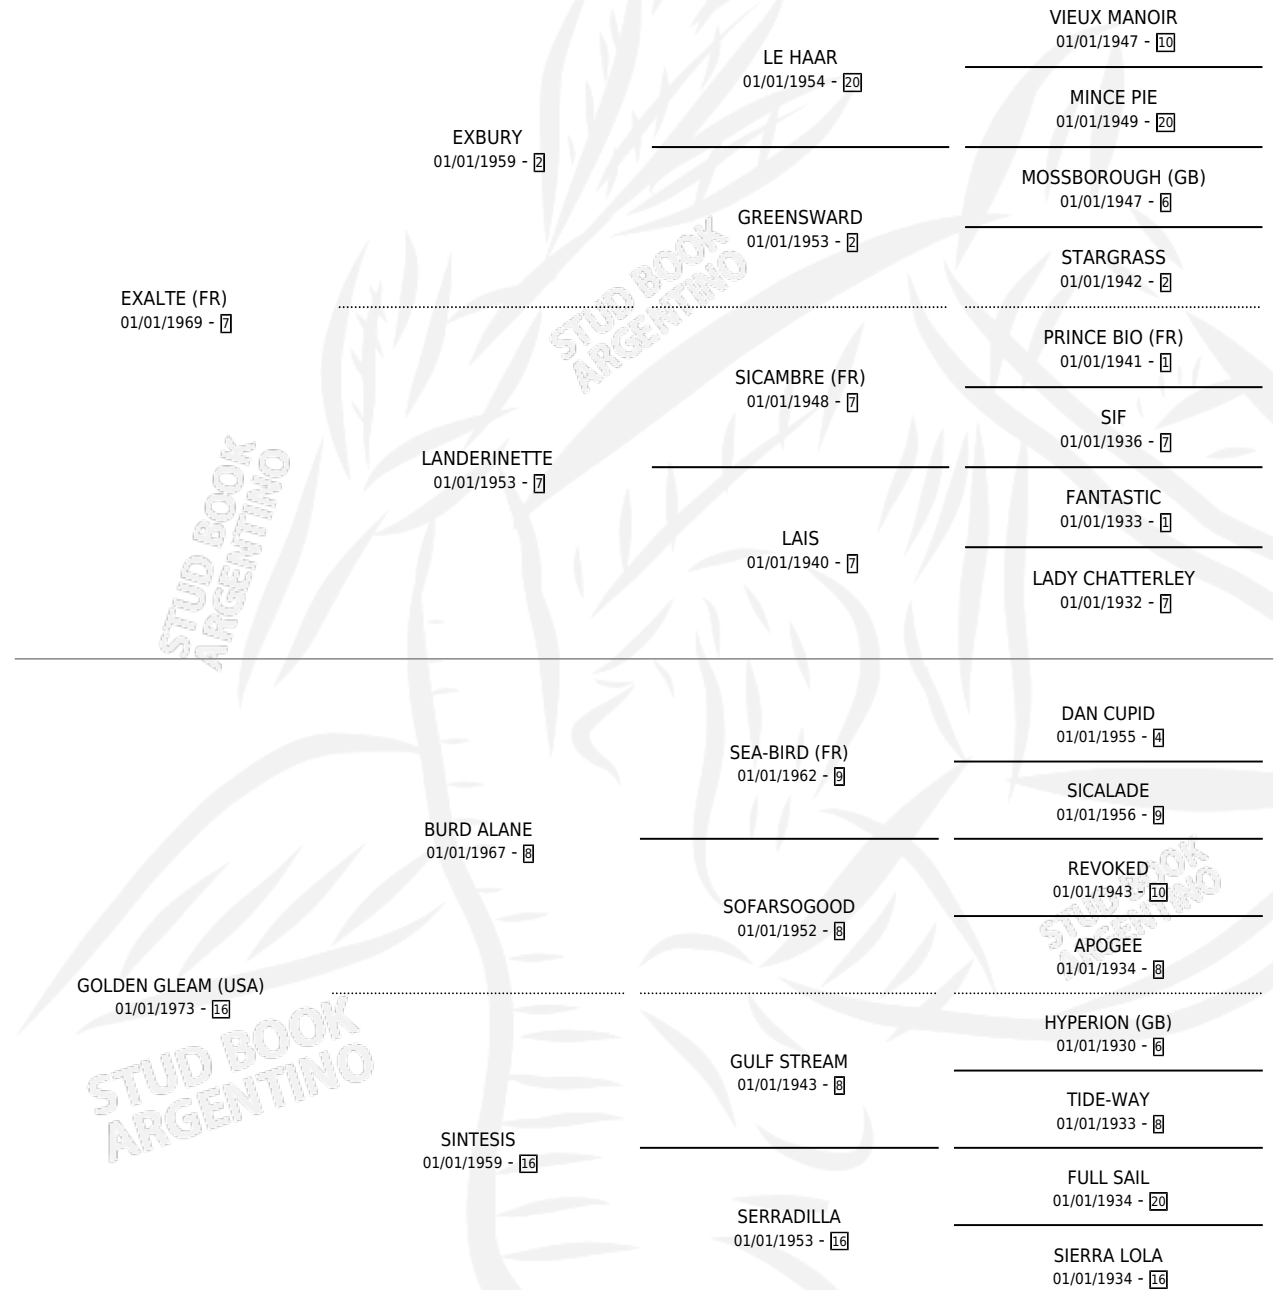 VIEUX MANOIR
01/01/1947 - 10
LE HAAR
01/01/1954 - 20
MINCE PIE
01/01/1949 - 20
EXBURY
01/01/1959 - 2
MOSSBOROUGH (GB)
01/01/1947 - 6
GREENSWARD
01/01/1953 - 2
STARGRASS
01/01/1942 - 2
EXALTE (FR)
01/01/1969 - 7
PRINCE BIO (FR)
01/01/1941 - 1
SICAMBRE (FR)
01/01/1948 - 7
SIF
01/01/1936 - 7
LANDERINETTE
01/01/1953 - 7
FANTASTIC
01/01/1933 - 1
LAIS
01/01/1940 - 7
LADY CHATTERLEY
01/01/1932 - 7
DAN CUPID
01/01/1955 - 4
SEA-BIRD (FR)
01/01/1962 - 9
SICALADE
01/01/1956 - 9
BURD ALANE
01/01/1967 - 8
REVOKED
01/01/1943 - 10
SOFARSOGOOD
01/01/1952 - 8
APOGEE
01/01/1934 - 8
GOLDEN GLEAM (USA)
01/01/1973 - 16
HYPERION (GB)
01/01/1930 - 6
GULF STREAM
01/01/1943 - 8
TIDE-WAY
01/01/1933 - 8
SINTESIS
01/01/1959 - 16
FULL SAIL
01/01/1934 - 20
SERRADILLA
01/01/1953 - 16
SIERRA LOLA
01/01/1934 - 16
STUD BOOK
ARGENTINO
STUD BOOK
ARGENTINO
STUD BOOK
ARGENTINO
STUD BOOK
ARGENTINO